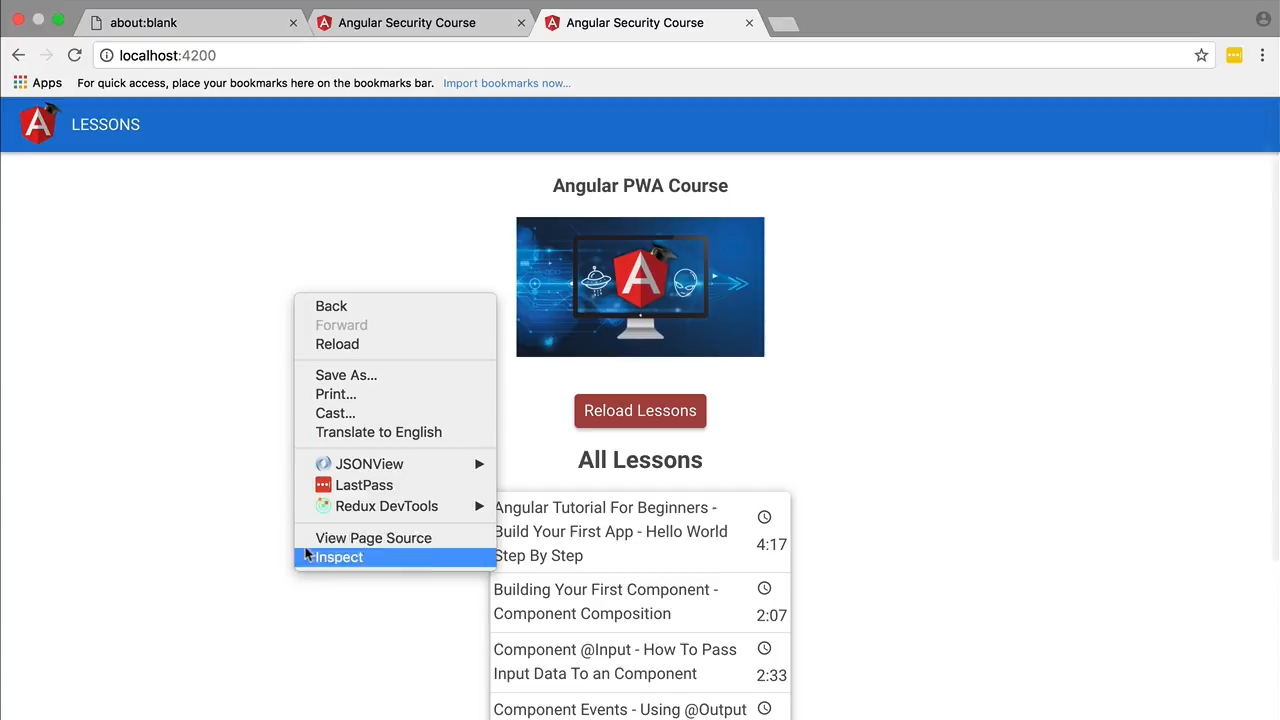 about:blank
Angular Security Course
Angular Security Course
localhost:4200
Apps
For quick access, place your bookmarks here on the bookmarks bar.
Import bookmarks now...
LESSONS
Angular PWA Course
Back
Forward
Reload
Save As...
Print...
Cast...
Translate to English
JSONView
LastPass
Redux DevTools
View Page Source
Inspect
Reload Lessons
All Lessons
Angular Tutorial For Beginners -
Build Your First App - Hello World
Step By Step
4:17
Building Your First Component -
Component Composition
2:07
Component @Input - How To Pass
Input Data To an Component
2:33
Component Events - Using @Output